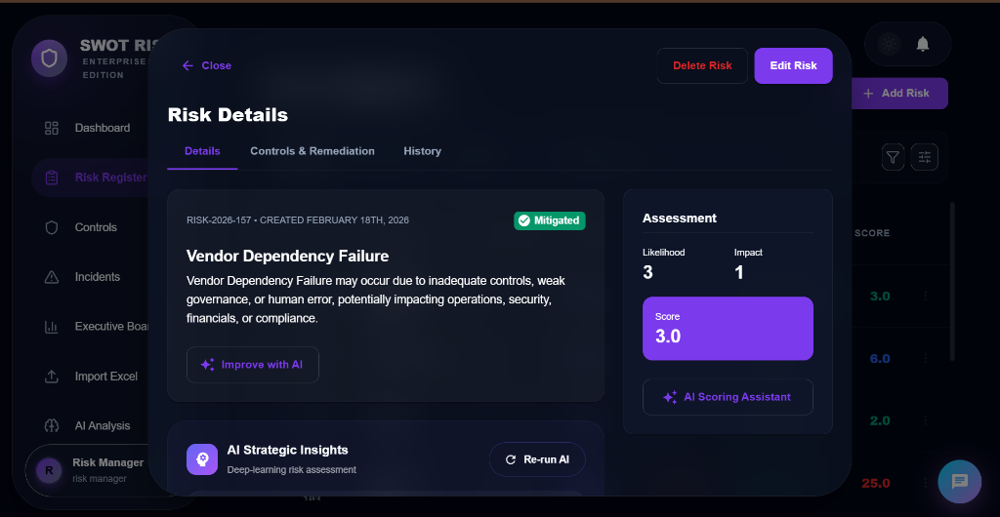 SWOT RIS
ENTERPRISE
EDITION
Dashboard
Risk Register
Controls
Incidents
Executive Boar
Import Excel
AI Analysis
R
Risk Manager
risk manager
Close
Delete Risk
Edit Risk
Risk Details
Details
Controls & Remediation
History
RISK-2026-157 • CREATED FEBRUARY 18TH, 2026
Mitigated
Vendor Dependency Failure
Vendor Dependency Failure may occur due to inadequate controls, weak
governance, or human error, potentially impacting operations, security,
financials, or compliance.
Improve with AI
AI Strategic Insights
Deep-learning risk assessment
Re-run AI
Assessment
Likelihood
Impact
3
1
Score
3.0
AI Scoring Assistant
Add Risk
SCORE
3.0
6.0
2.0
25.0